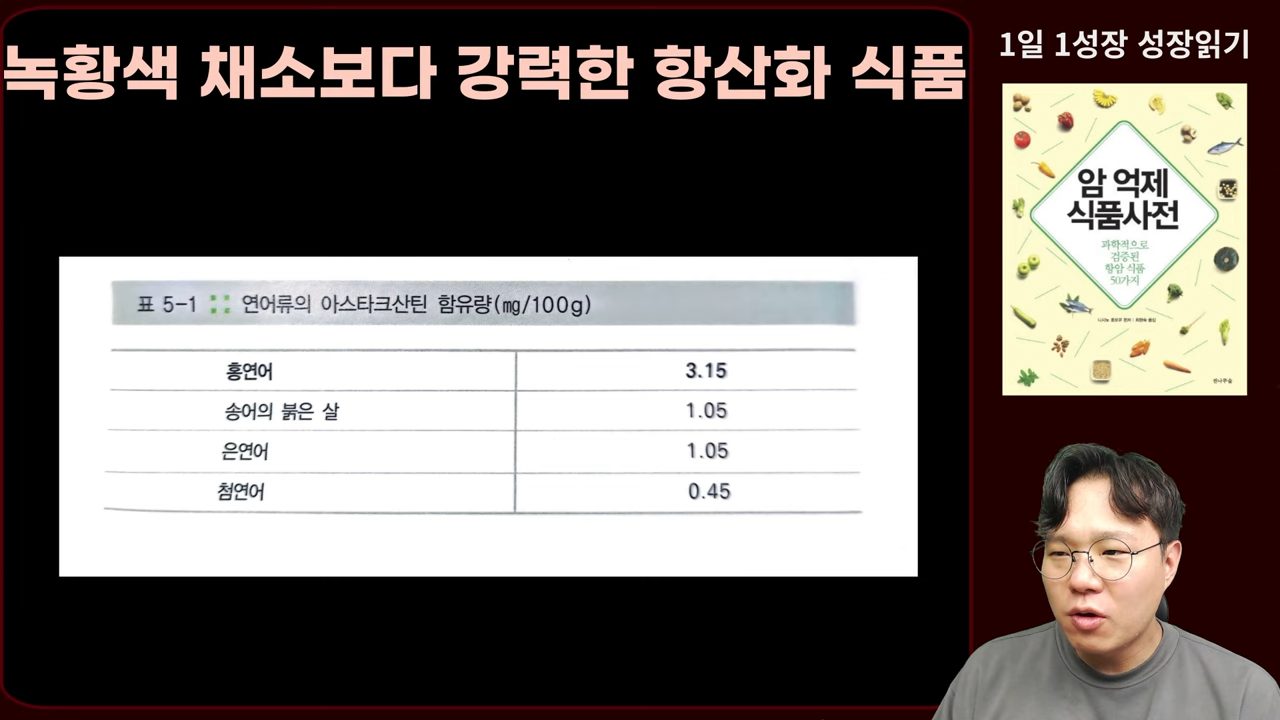 녹황색 채소보다 강력한 항산화 식품
1일 1성장 성장읽기
암 억제
식품사전
과학적으로
검증된
항암 식품
50가지
전나무숲
표 5-1 연어류의 아스타크산틴 함유량(mg/100g)
홍연어 3.15
송어의 붉은 살 1.05
은연어 1.05
첨연어 0.45